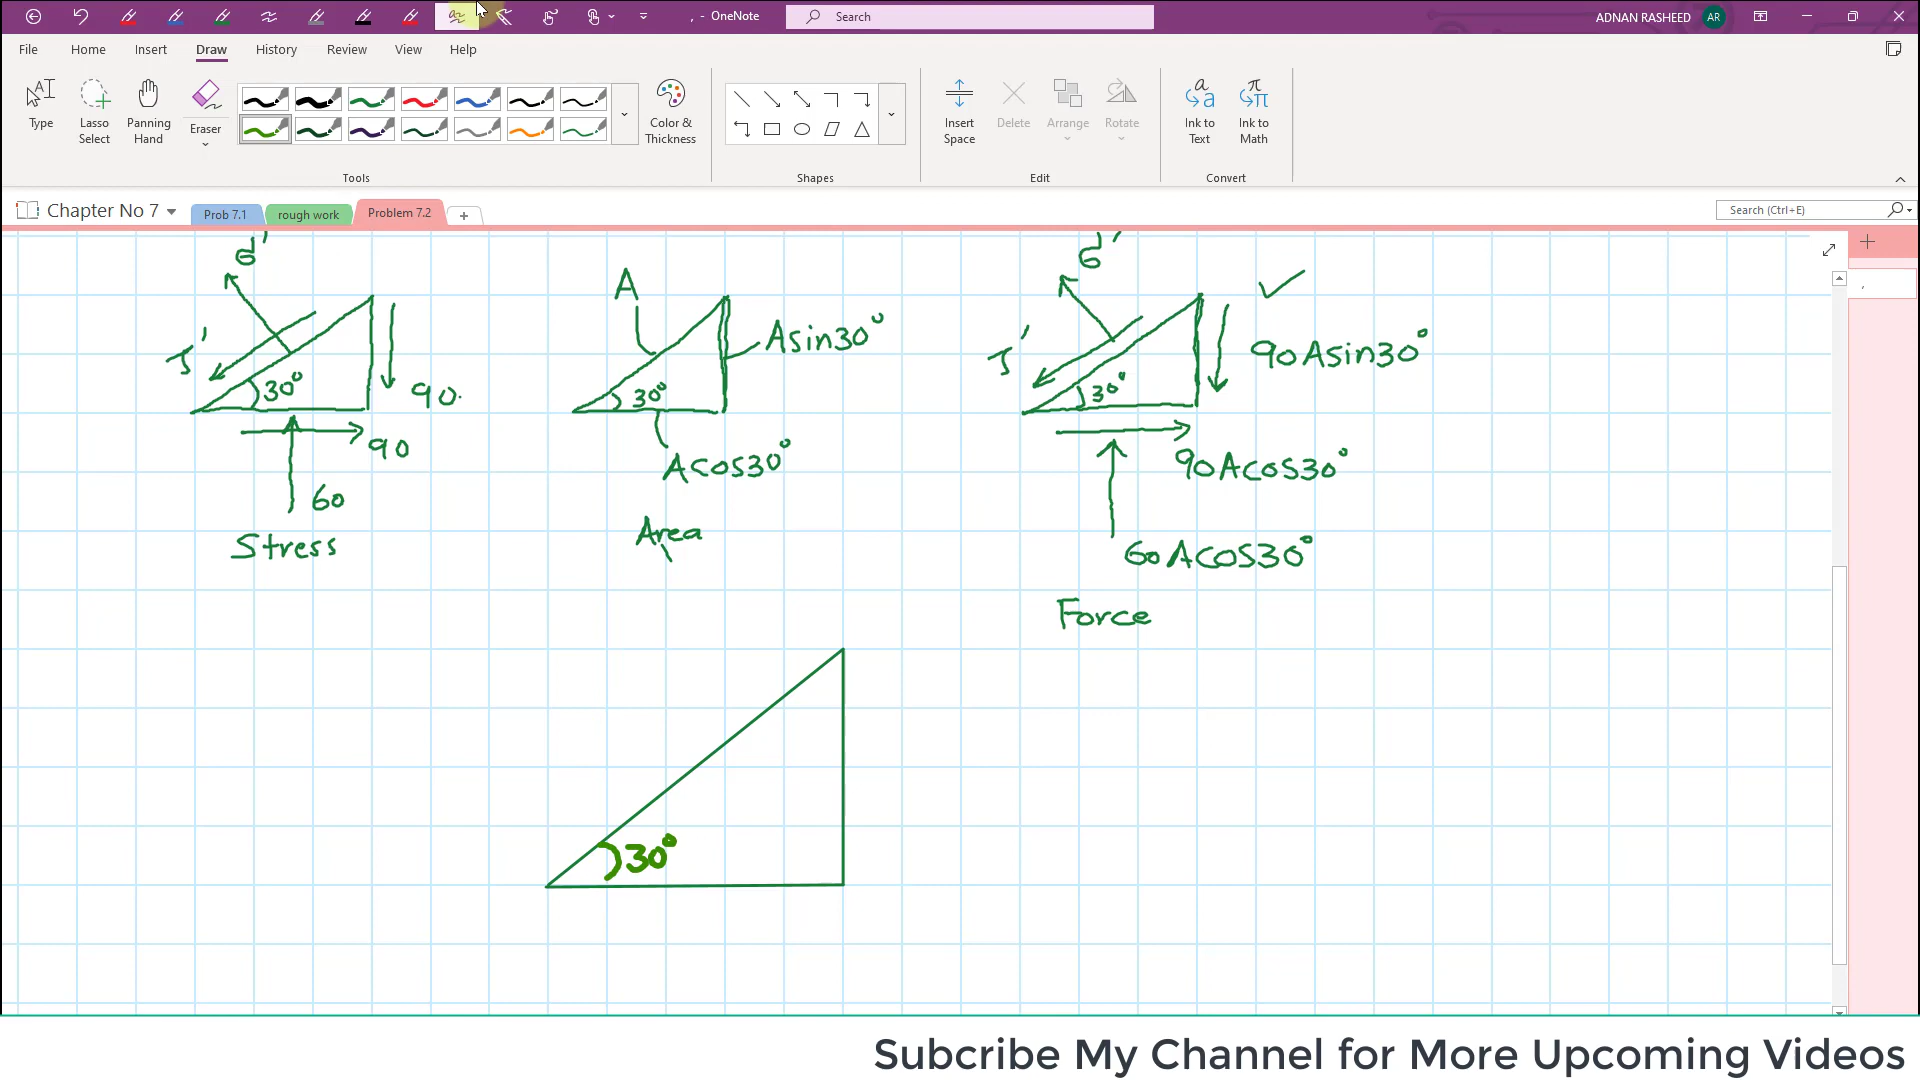 , - OneNote
Search
ADNAN RASHEED
AR
File Home Insert Draw History Review View Help
Type
Lasso Select
Panning Hand
Eraser
Color & Thickness
Insert Space
Delete
Arrange
Rotate
Ink to Text
Ink to Math
Tools
Shapes
Edit
Convert
Chapter No 7
Prob 7.1
rough work
Problem 7.2
Search (Ctrl+E)
,
σ'
τ'
30°
90
90
60
Stress
A
Asin30°
30°
Acos30°
Area
σ'
τ'
30°
90Asin30°
90Acos30°
60Acos30°
Force
30°
Subcribe My Channel for More Upcoming Videos